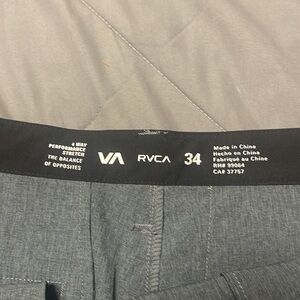 4 WAY
PERFORMANCE
STRETCH
THE BALANCE
OF OPPOSITES
VA
RVCA
34
Made in China
Hecho en China
Fabriqué au Chine
RN# 99064
CA# 37757